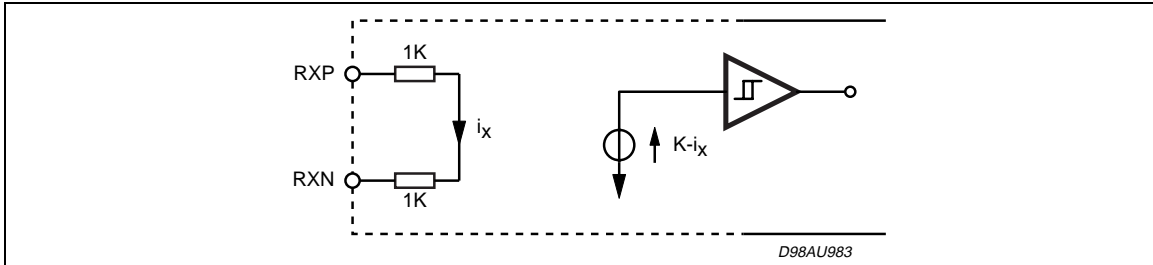 1K
RXP
iX
K-iX
RXN
1K
D98AU983